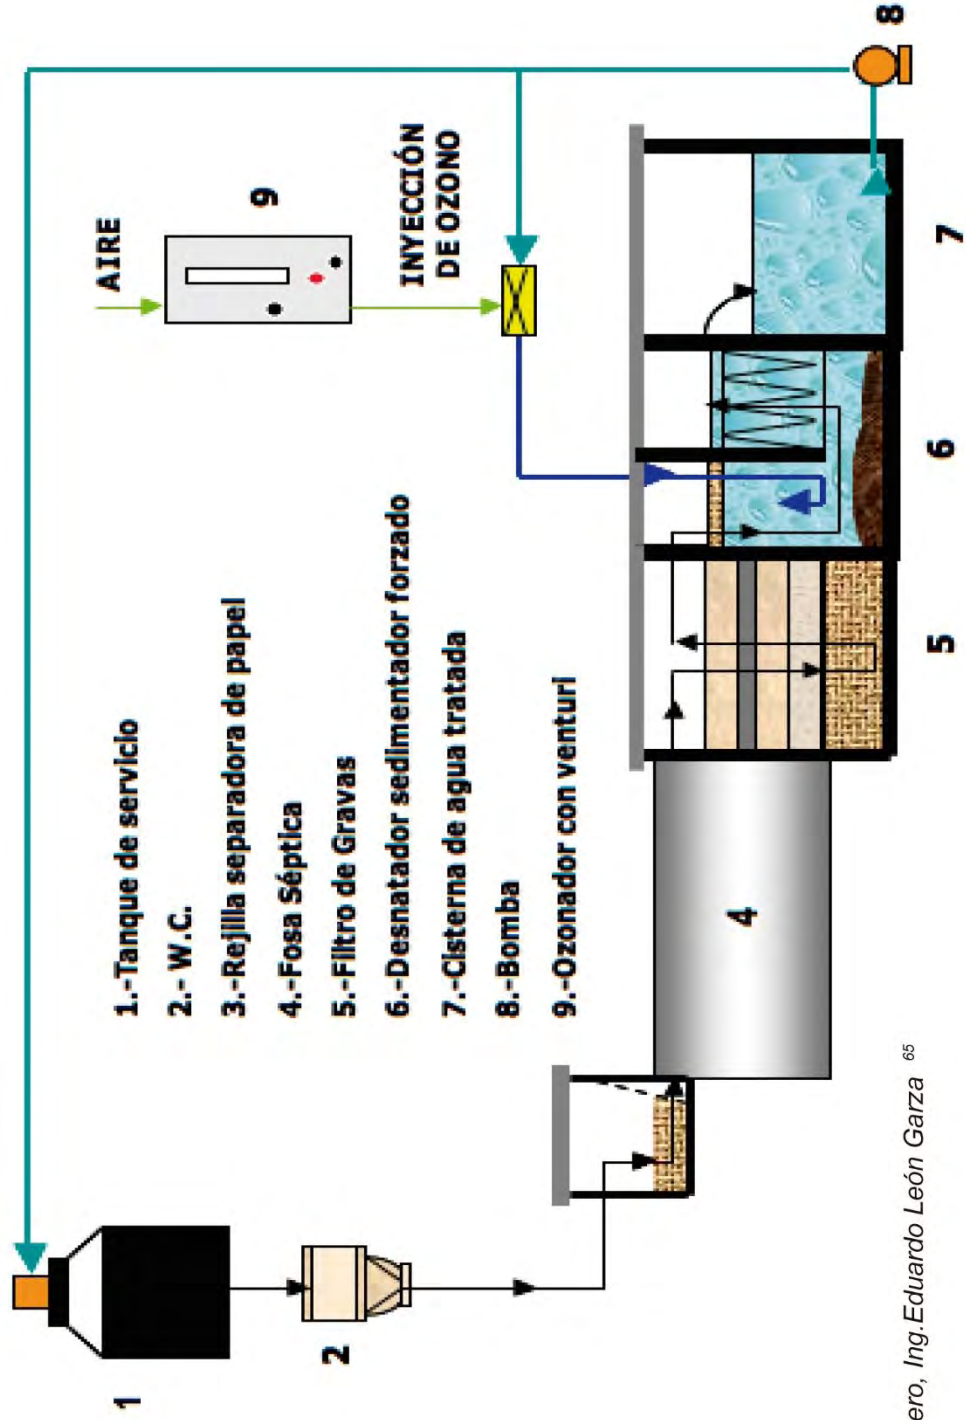 AIRE
9
INYECCIÓN
DE OZONO
8
1.-Tanque de servicio
2.- W.C.
3.-Rejilla separadora de papel
4.-Fosa Séptica
5.-Filtro de Gravas
6.-Desnatador sedimentador forzado
7.-Cisterna de agua tratada
8.-Bomba
9.-Ozonador con venturi
1
2
4
5
6
7
Ing.Eduardo León Garza 65